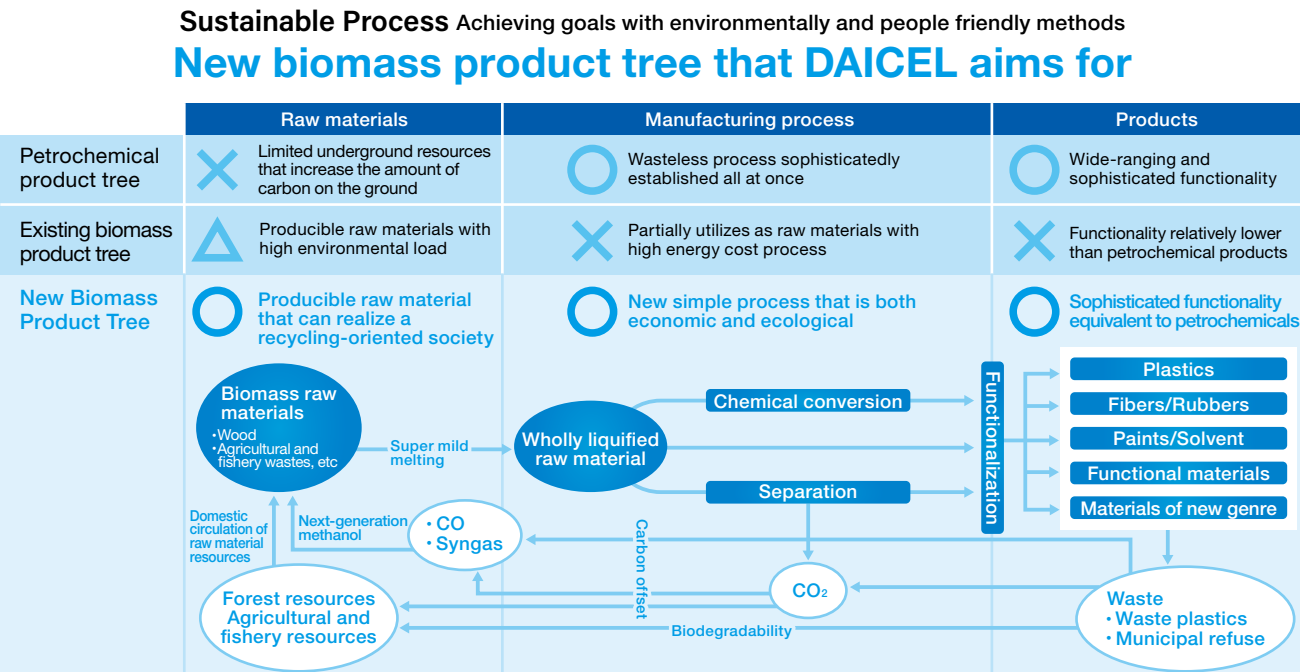 Sustainable Process Achieving goals with environmentally and people friendly methods
New biomass product tree that DAICEL aims for
Raw materials
Manufacturing process
Products
Petrochemical
product tree
Limited underground resources
that increase the amount of
carbon on the ground
Wasteless process sophisticatedly
established all at once
Wide-ranging and
sophisticated functionality
Existing biomass
product tree
Producible raw materials with
high environmental load
Partially utilizes as raw materials with
high energy cost process
Functionality relatively lower
than petrochemical products
New Biomass
Product Tree
Producible raw material
that can realize a
recycling-oriented society
New simple process that is both
economic and ecological
Sophisticated functionality
equivalent to petrochemicals
Biomass raw
materials
・Wood
・Agricultural and
fishery wastes, etc
Super mild
melting
Wholly liquified
raw material
Chemical conversion
Separation
Functionalization
Plastics
Fibers/Rubbers
Paints/Solvent
Functional materials
Materials of new genre
Domestic
circulation of
raw material
resources
Next-generation
methanol
・CO
・Syngas
Carbon offset
CO₂
Forest resources
Agricultural and
fishery resources
Biodegradability
Waste
・Waste plastics
・Municipal refuse